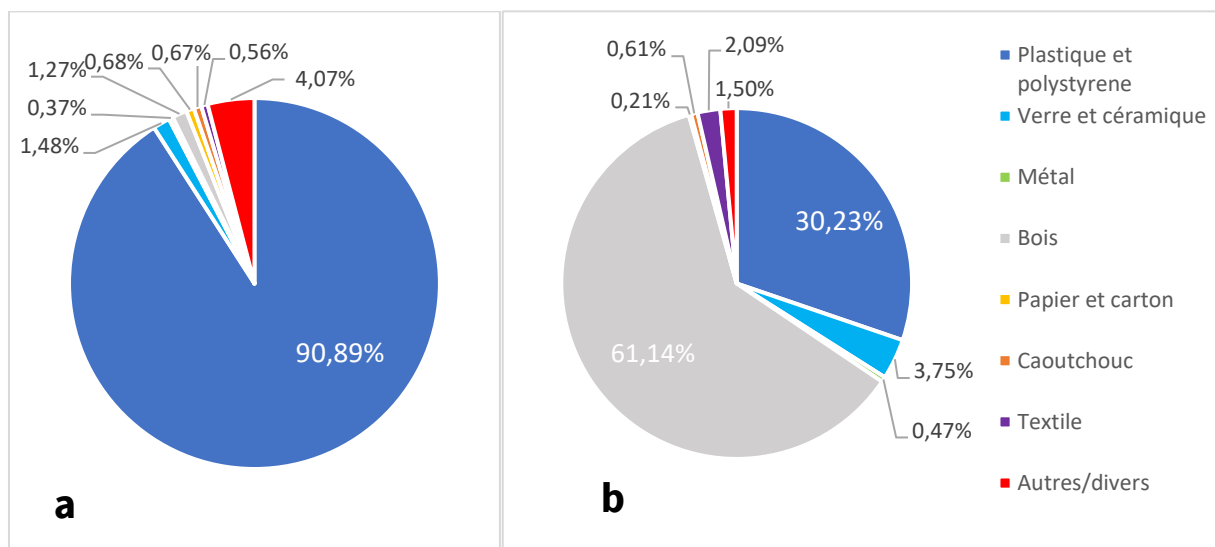 0,67%
0,56%
0,68%
1,27%
4,07%
0,37%
1,48%
90,89%
a
0,61%
2,09%
0,21%
1,50%
30,23%
61,14%
3,75%
0,47%
b
Plastique et
polystyrene
Verre et céramique
Métal
Bois
Papier et carton
Caoutchouc
Textile
Autres/divers